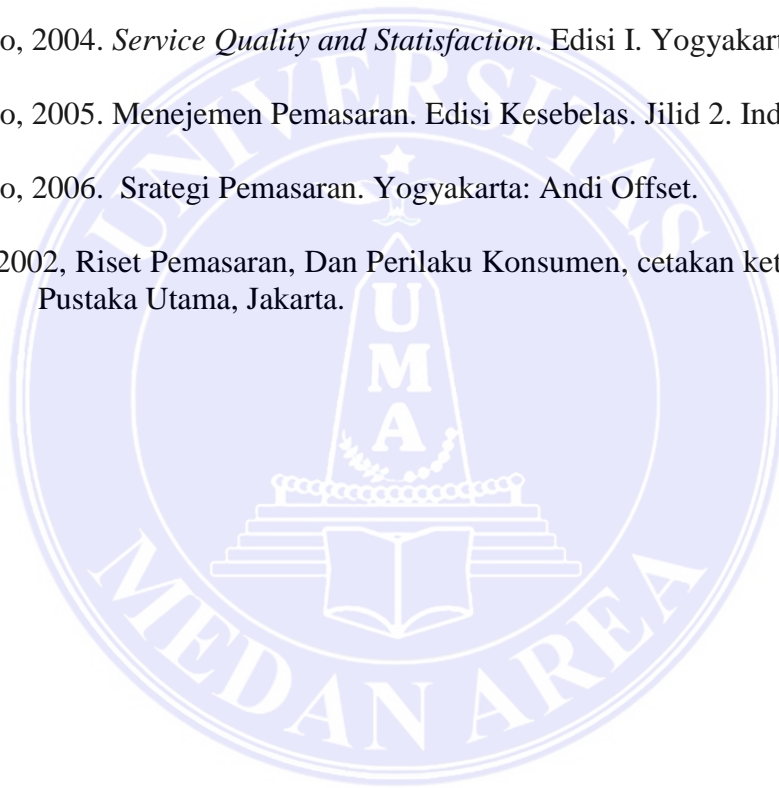 o, 2004. Service Quality and Statisfaction. Edisi I. Yogyakart
o, 2005. Menejemen Pemasaran. Edisi Kesebelas. Jilid 2. Ind
o, 2006. Srategi Pemasaran. Yogyakarta: Andi Offset.
2002, Riset Pemasaran, Dan Perilaku Konsumen, cetakan ket
Pustaka Utama, Jakarta.
UNIVERSITAS
UMA
MEDAN AREA